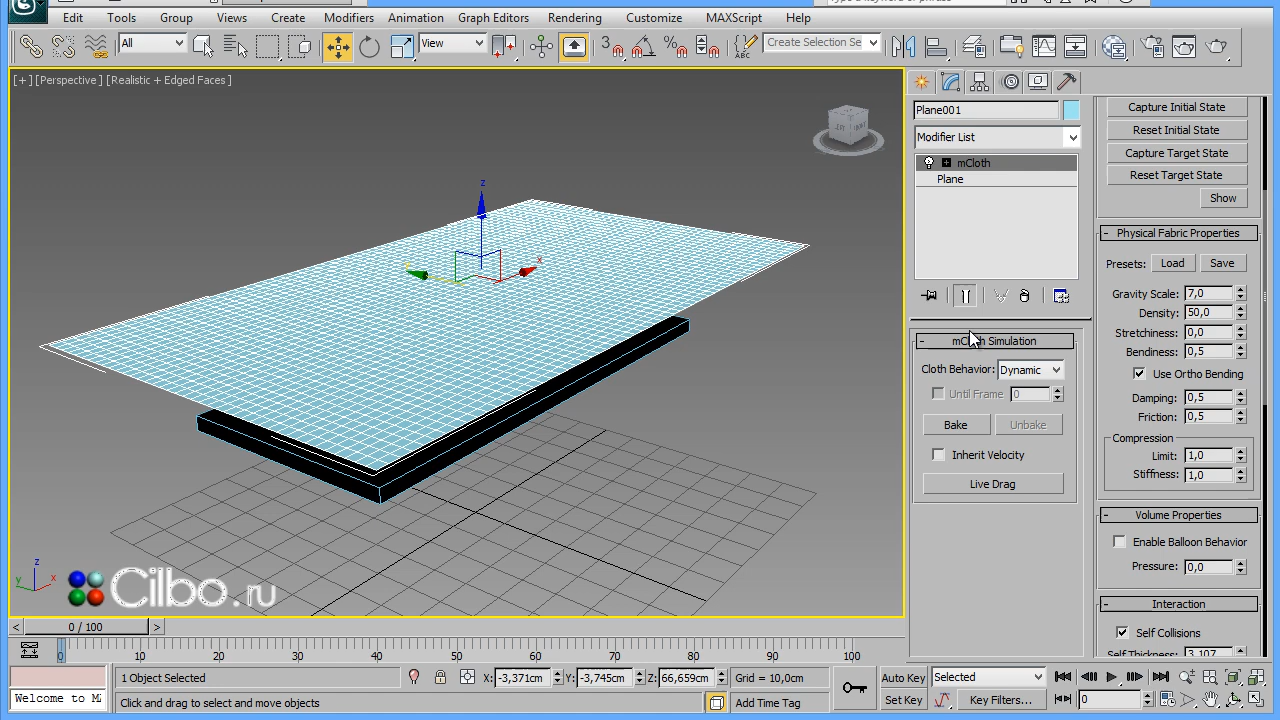 Edit Tools Group Views Create Modifiers Animation Graph Editors Rendering Customize MAXScript Help
All View 3 Create Selection Se
[+] [Perspective] [Realistic + Edged Faces]
Plane001
Modifier List
mCloth
Plane
mCloth Simulation
Cloth Behavior: Dynamic
Until Frame 0
Bake Unbake
Inherit Velocity
Live Drag
Capture Initial State
Reset Initial State
Capture Target State
Reset Target State
Show
Physical Fabric Properties
Presets: Load Save
Gravity Scale: 7,0
Density: 50,0
Stretchiness: 0,0
Bendiness: 0,5
Use Ortho Bending
Damping: 0,5
Friction: 0,5
Compression
Limit: 1,0
Stiffness: 1,0
Volume Properties
Enable Balloon Behavior
Pressure: 0,0
Interaction
Self Collisions
Self Thickness: 3,107
z
x
z
y x
Cilbo.ru
< 0 / 100 >
0 10 20 30 40 50 60 70 80 90 100
1 Object Selected X: -3,371cm Y: -3,745cm Z: 66,659cm Grid = 10,0cm Auto Key Selected
Welcome to M Click and drag to select and move objects Add Time Tag Set Key Key Filters... 0